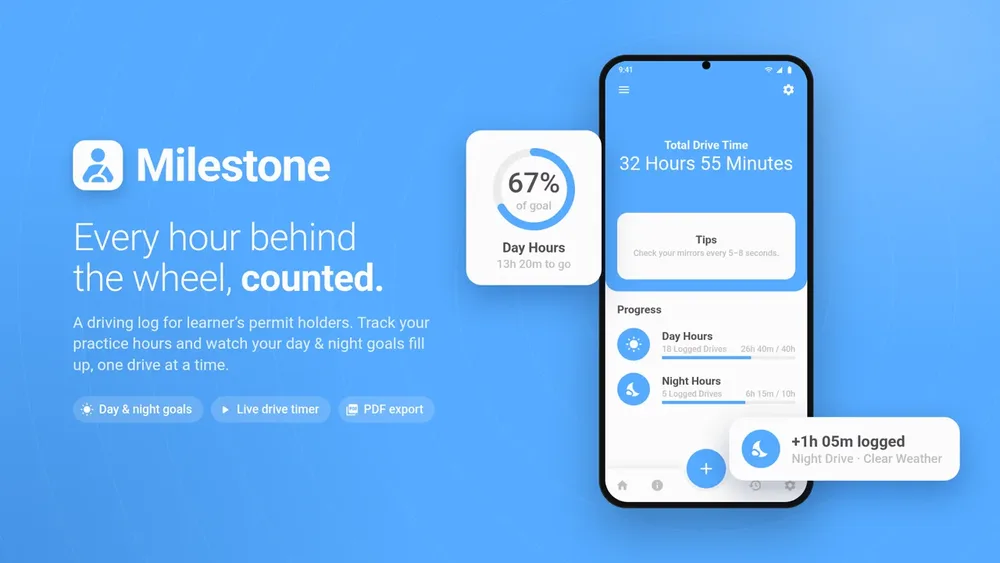 Milestone
Every hour behind
the wheel, counted.
A driving log for learner's permit holders. Track your
practice hours and watch your day & night goals fill
up, one drive at a time.
Day & night goals
Live drive timer
PDF export
67%
of goal
Day Hours
13h 20m to go
9:41
Total Drive Time
32 Hours 55 Minutes
Tips
Check your mirrors every 5–8 seconds.
Progress
Day Hours
18 Logged Drives 26h 40m / 40h
Night Hours
5 Logged Drives 6h 15m / 10h
+1h 05m logged
Night Drive · Clear Weather